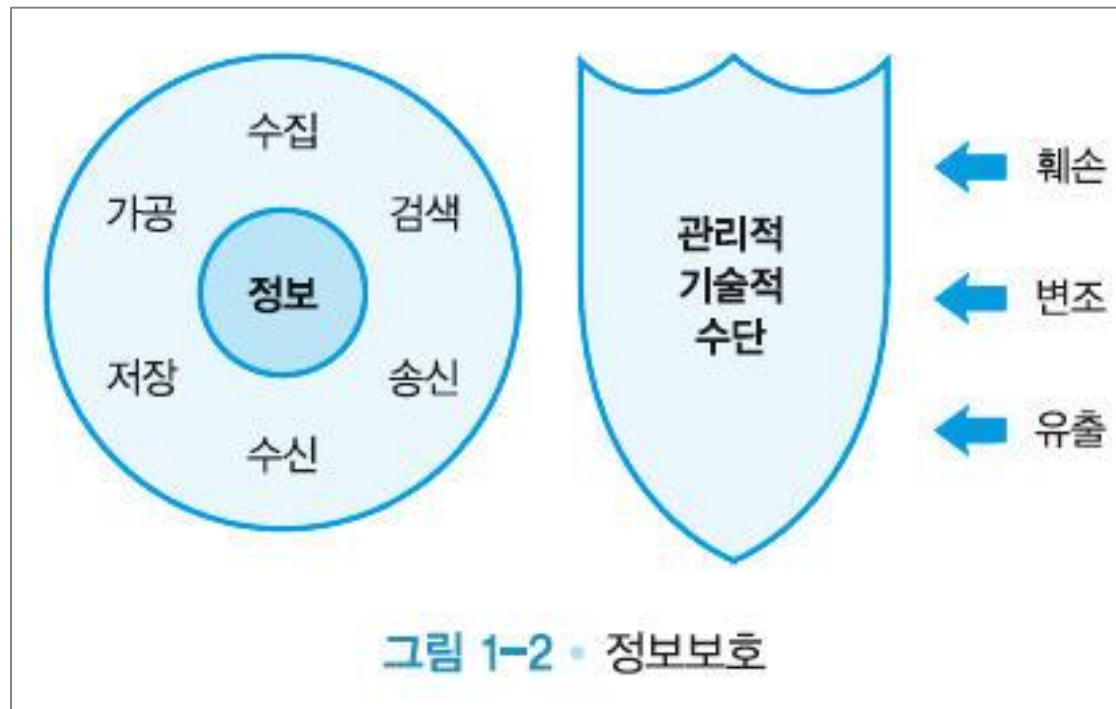 수집
가공
검색
정보
저장
송신
수신
관리적
기술적
수단
훼손
변조
유출
그림 1-2 • 정보보호